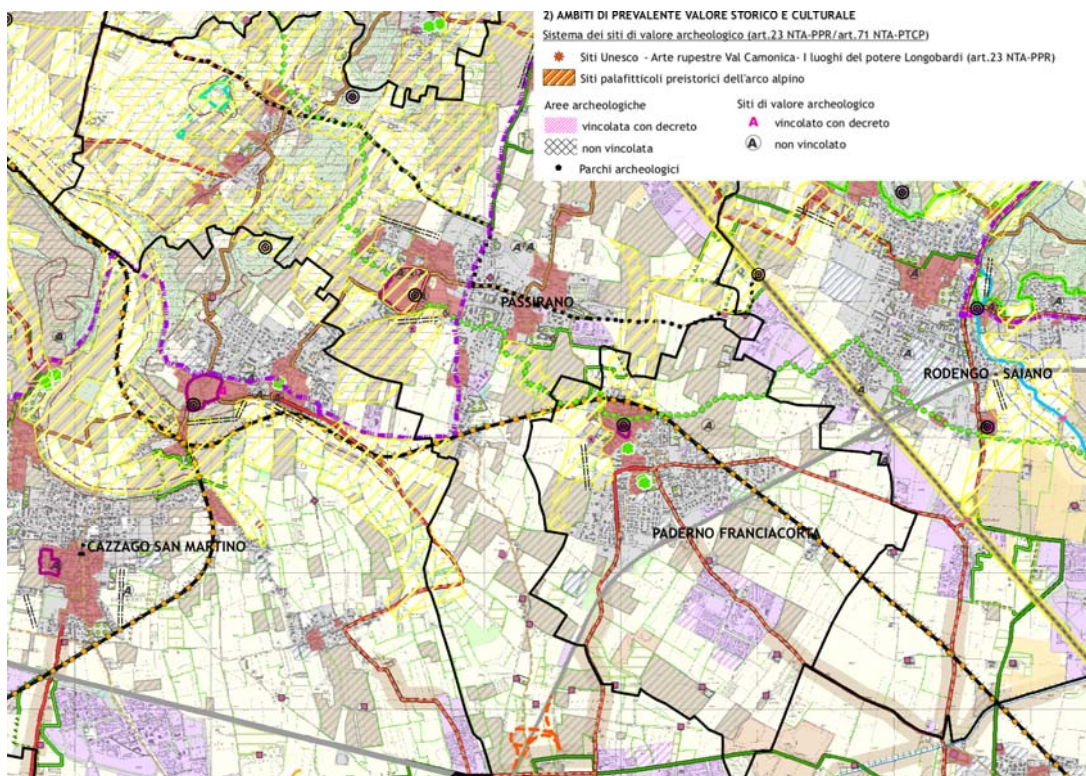 2) AMBITI DI PREVALENTE VALORE STORICO E CULTURALE
Sistema dei siti di valore archeologico (art.23 NTA-PPR/art.71 NTA-PTCP)
Siti Unesco - Arte rupestre Val Camonica- I luoghi del potere Longobardi (art.23 NTA-PPR)
Siti palafitticoli preistorici dell'arco alpino
Aree archeologiche
vincolata con decreto
non vincolata
Parchi archeologici
Siti di valore archeologico
A vincolato con decreto
A non vincolato
A A
PASSIRANO
A
A
A
RODENGO - SAIANO
A
A
A
A A
A
PADERNO FRANCIACORTA
CAZZAGO SAN MARTINO
A